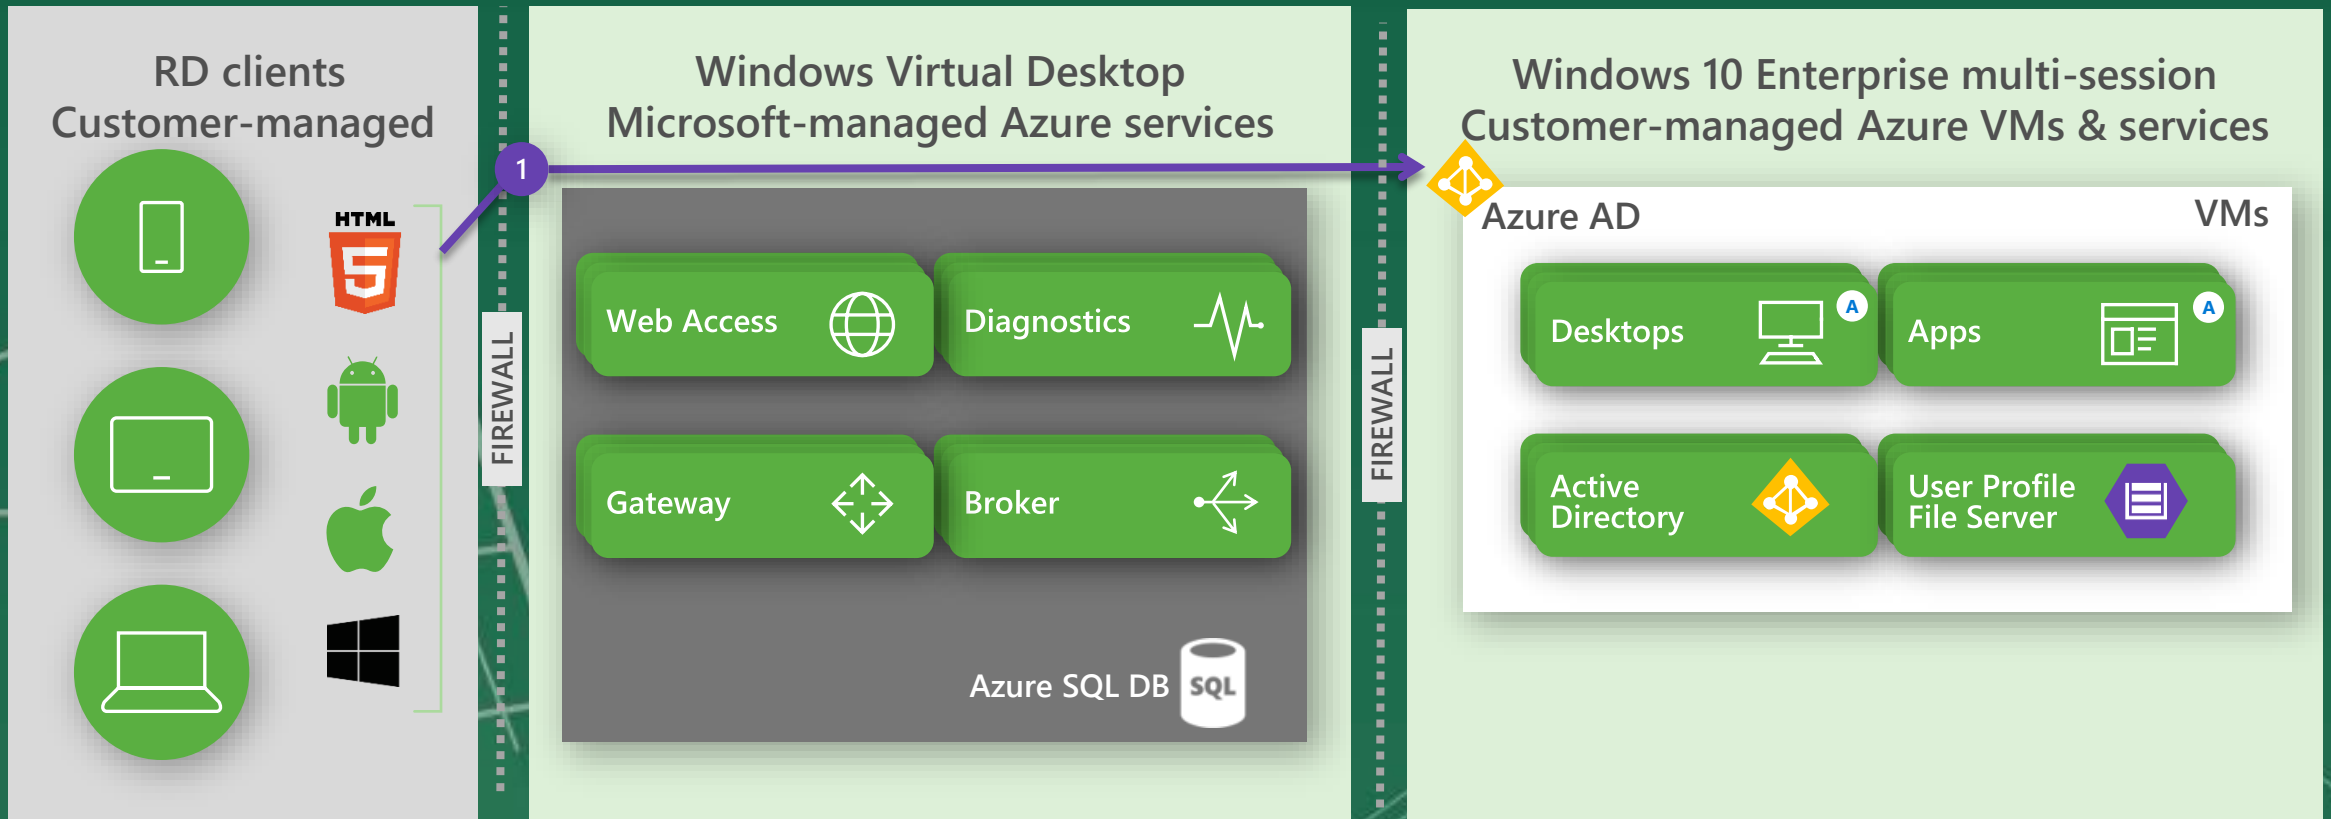 RD clients
Customer-managed
HTML
5
FIREWALL
1
Windows Virtual Desktop
Microsoft-managed Azure services
Web Access
Diagnostics
Gateway
Broker
Azure SQL DB
SQL
FIREWALL
Windows 10 Enterprise multi-session
Customer-managed Azure VMs & services
Azure AD
VMs
Desktops
A
Apps
A
Active
Directory
User Profile
File Server